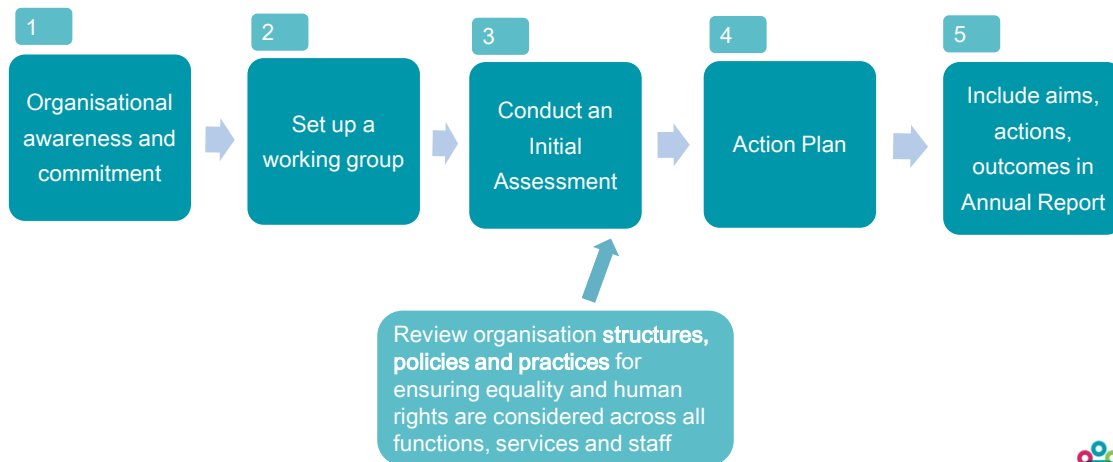 1
Organisational
awareness and
commitment
2
Set up a
working group
3
Conduct an
Initial
Assessment
4
Action Plan
5
Include aims,
actions,
outcomes in
Annual Report
Review organisation structures,
policies and practices for
ensuring equality and human
rights are considered across all
functions, services and staff